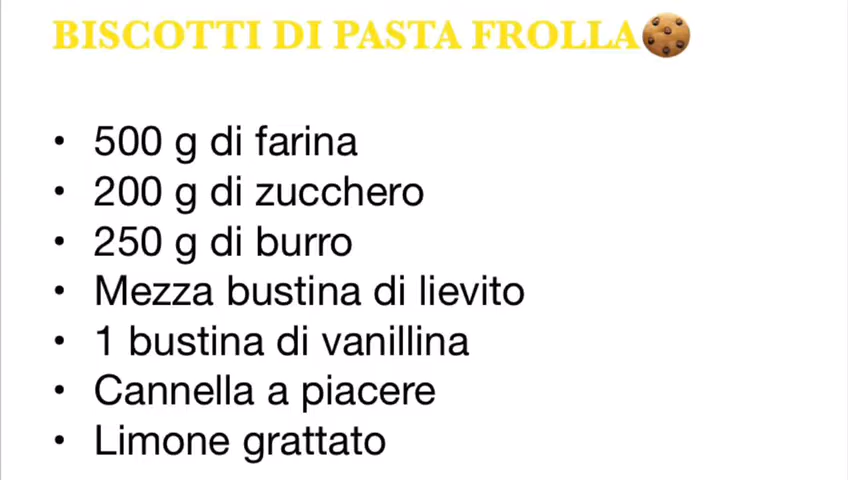 BISCOTTI DI PASTA FROLLA🍪
• 500 g di farina
• 200 g di zucchero
• 250 g di burro
• Mezza bustina di lievito
• 1 bustina di vanillina
• Cannella a piacere
• Limone grattato